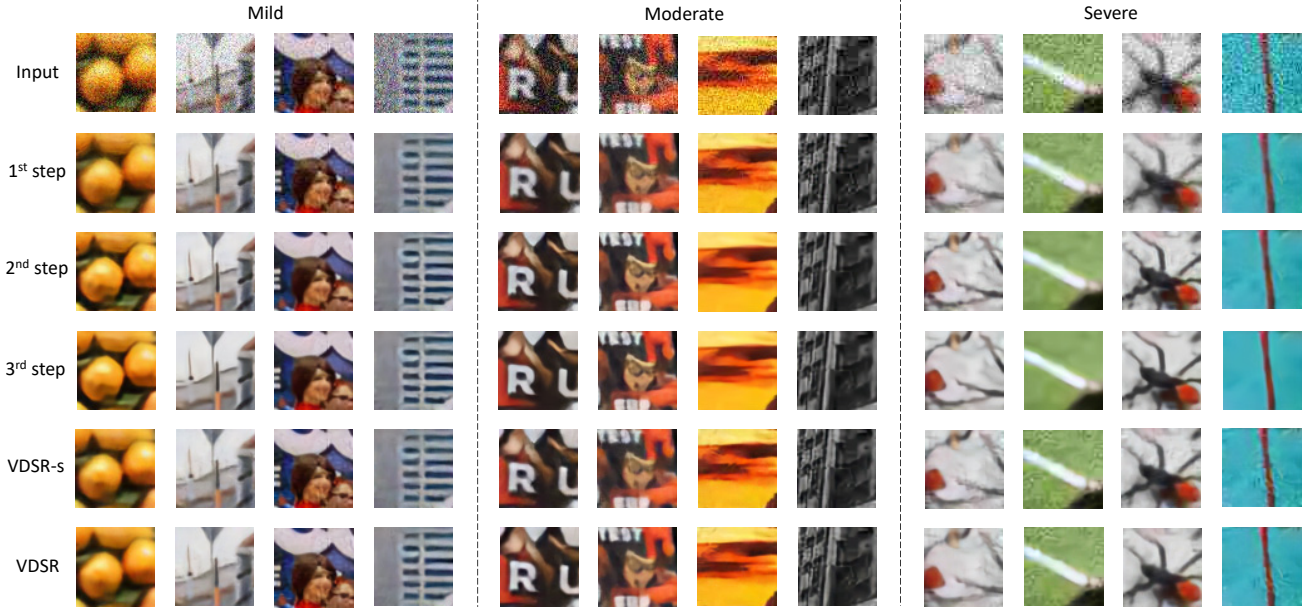 Mild Moderate Severe
Input
1st step
2nd step
3rd step
VDSR-s
VDSR
R U
R U
R U
R U
R U
R U